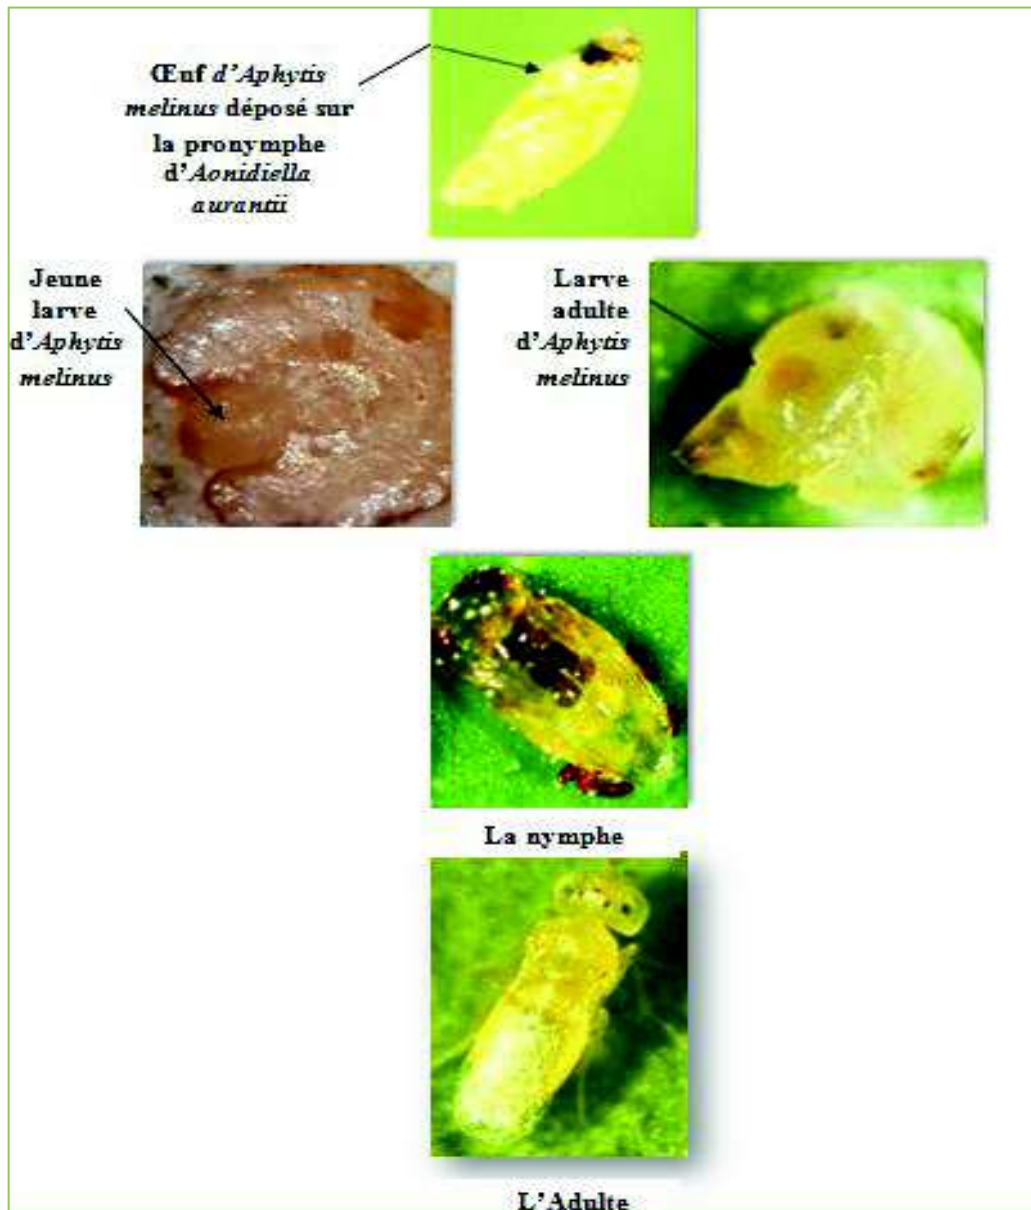 Œuf d'Aphytis
melinus déposé sur
la pronymphe
d'Aonidiella
aurantii
Jeune
larve
d'Aphytis
melinus
Larve
adulte
d'Aphytis
melinus
La nymphe
L'Adulte